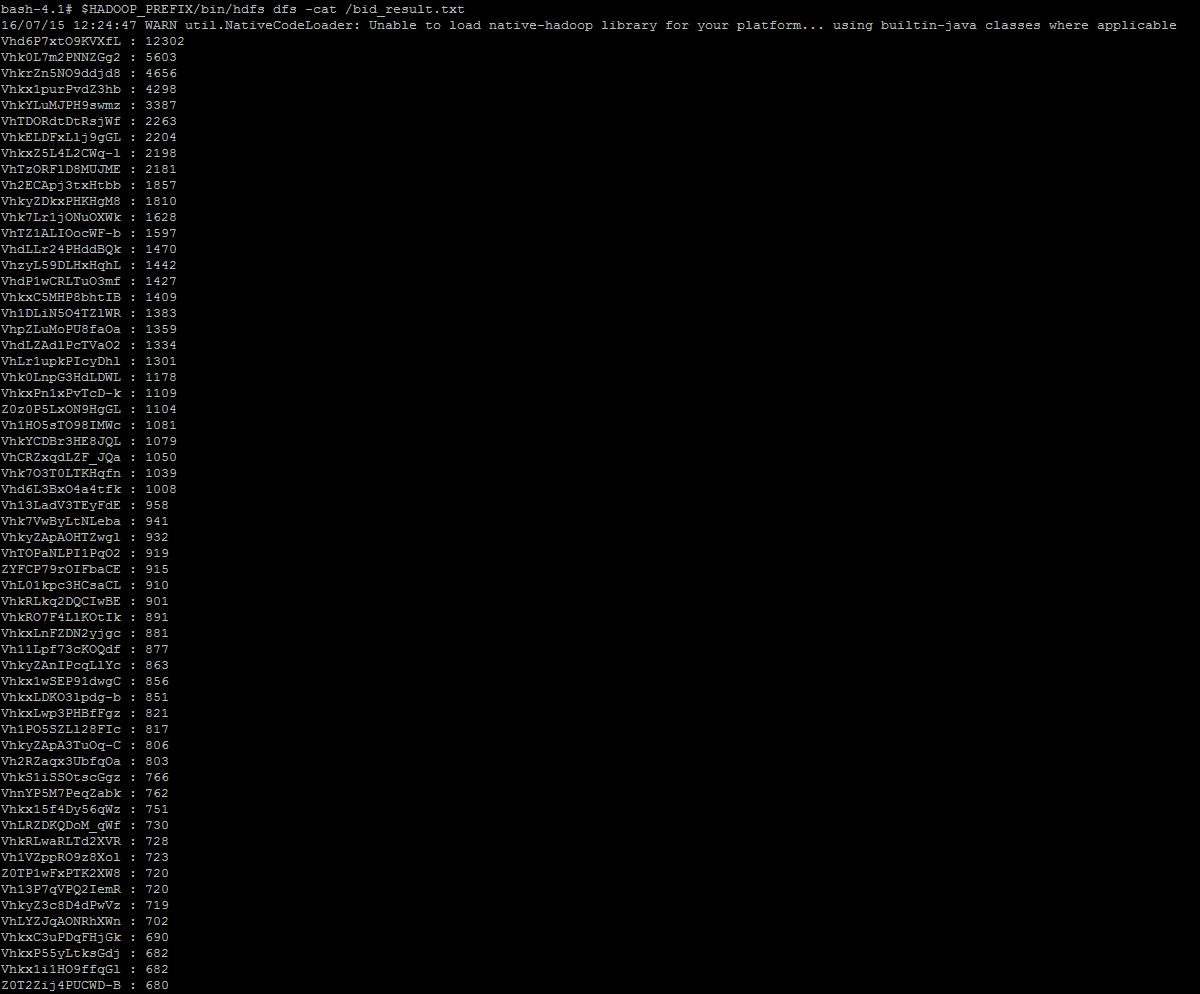 bash-4.1# $HADOOP_PREFIX/bin/hdfs dfs -cat /bid_result.txt
16/07/15 12:24:47 WARN util.NativeCodeLoader: Unable to load native-hadoop library for your platform... using builtin-java classes where applicable
Vhd6P7xtO9KVXfL : 12302
Vhk0L7m2PNNZGg2 : 5603
VhkrZn5NO9ddjd8 : 4656
Vhkx1purPvdZ3hb : 4298
VhkYLuMJPH9swmz : 3387
VhTDORdtDtRsjWf : 2263
VhkELDFxLlj9gGL : 2204
VhkxZ5L4L2CWq-l : 2198
VhTzORFlD8MUJME : 2181
Vh2ECApj3txHtbb : 1857
VhkyZDkxPHKHgM8 : 1810
Vhk7Lr1jONuOXWk : 1628
VhTZ1ALIOocWF-b : 1597
VhdLLr24PHddBQk : 1470
VhzyL59DLHxHqhL : 1442
VhdP1wCRLTuO3mf : 1427
VhkxC5MHP8bhtIB : 1409
Vh1DLiN5O4TZlWR : 1383
VhpZLuMoPU8faOa : 1359
VhdLZAdlPcTVaO2 : 1334
VhLr1upkPIcyDhl : 1301
Vhk0LnpG3HdLDWL : 1178
VhkxPn1xPvTcD-k : 1109
Z0z0P5LxON9HgGL : 1104
Vh1HO5sTO98IMWc : 1081
VhkYCDBr3HE8JQL : 1079
VhCRZxqdLZF_JQa : 1050
Vhk7O3T0LTKHqfn : 1039
Vhd6L3BxO4a4tfk : 1008
Vh13LadV3TEyFdE : 958
Vhk7VwByLtNLeba : 941
VhkyZApAOHTZwgl : 932
VhTOPaNLPI1PqO2 : 919
ZYFCP79rOIFbaCE : 915
VhL01kpc3HCsaCL : 910
VhkRLkq2DQCIwBE : 901
VhkRO7F4LlKOtIk : 891
VhkxLnFZDN2yjgc : 881
Vh11Lpf73cKOQdf : 877
VhkyZAnIPcqLlYc : 863
Vhkx1wSEP91dwgC : 856
VhkxLDKO3lpdg-b : 851
VhkxLwp3PHBfFgz : 821
Vh1PO5SZLl28FIc : 817
VhkyZApA3TuOq-C : 806
Vh2RZaqx3UbfqOa : 803
VhkS1iSSOtscGgz : 766
VhnYP5M7PeqZabk : 762
Vhkx15f4Dy56qWz : 751
VhLRZDKQDoM_qWf : 730
VhkRLwaRLTd2XVR : 728
Vh1VZppRO9z8Xol : 723
Z0TP1wFxPTK2XW8 : 720
Vh13P7qVPQ2IemR : 720
VhkyZ3c8D4dPwVz : 719
VhLYZJqAONRhXWn : 702
VhkxC3uPDqFHjGk : 690
VhkxP55yLtksGdj : 682
Vhkx1i1HO9ffqGl : 682
Z0T2Zij4PUCWD-B : 680